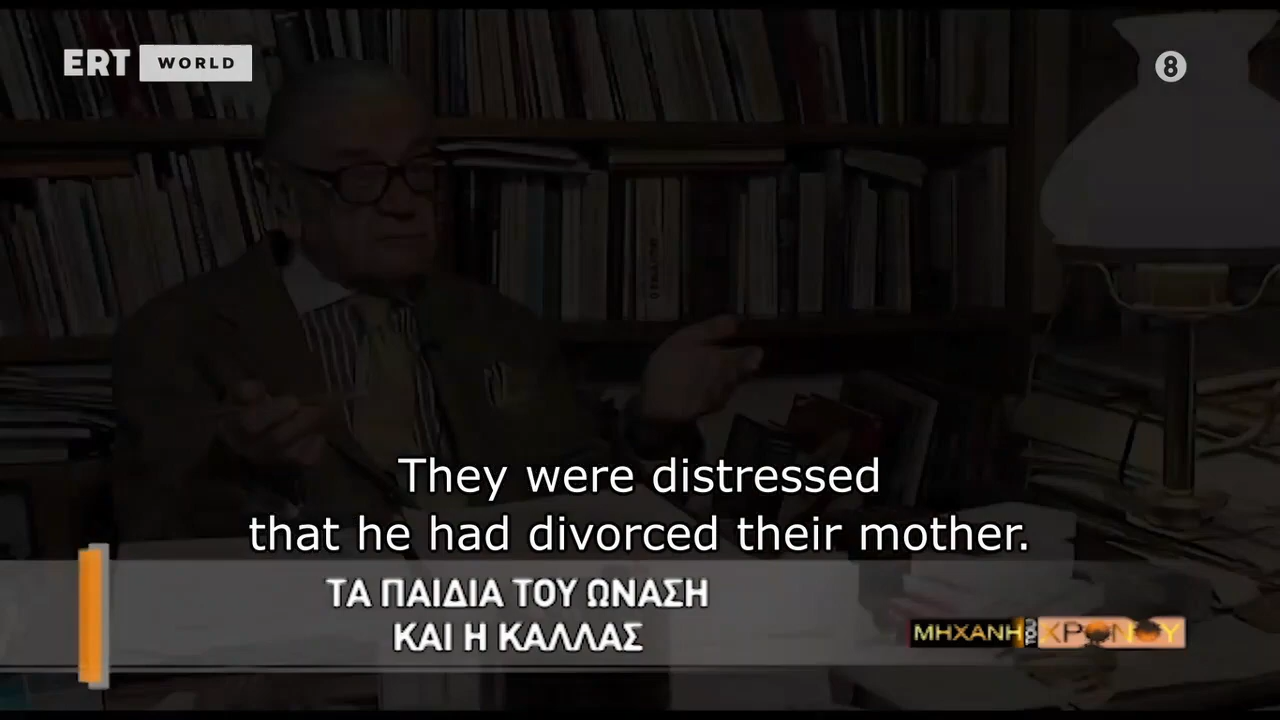 ERT WORLD
8
They were distressed
that he had divorced their mother.
ΤΑ ΠΑΙΔΙΑ ΤΟΥ ΩΝΑΣΗ
ΚΑΙ Η ΚΑΛΛΑΣ
ΜΗΧΑΝΗ ΤΟΥ ΧΡΟΝΟΥ